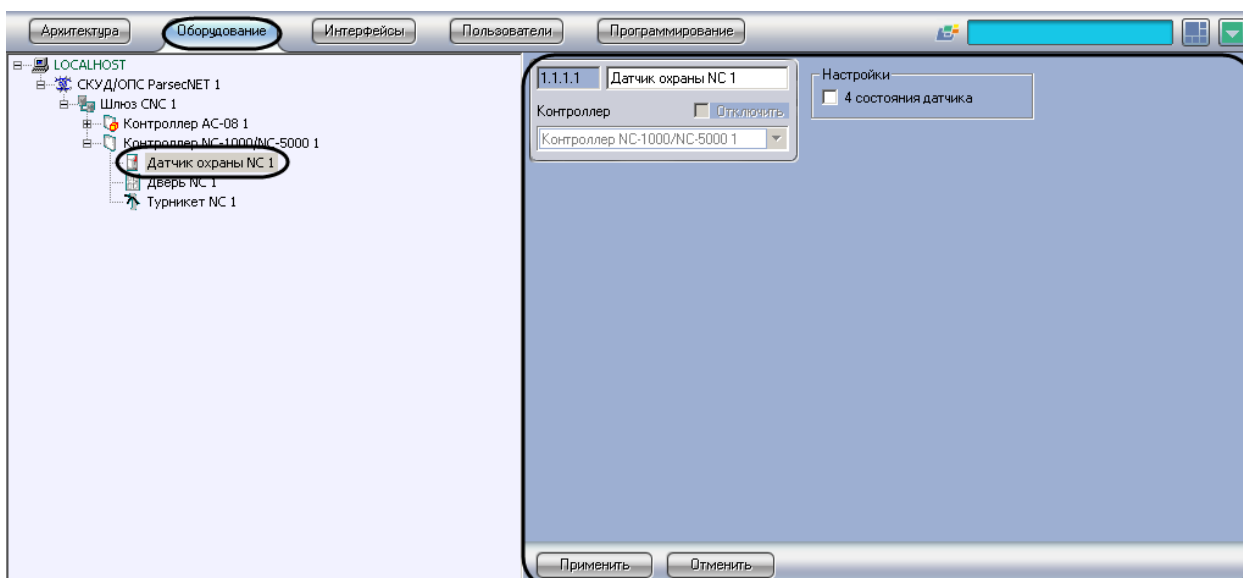 Архитектура Оборудование Интерфейсы Пользователи Программирование
LOCALHOST
СКУД/ОПС ParsecNET 1
Шлюз CNC 1
Контроллер AC-08 1
Контроллер NC-1000/NC-5000 1
Датчик охраны NC 1
Дверь NC 1
Турникет NC 1
1.1.1.1 Датчик охраны NC 1
Контроллер Отключить
Контроллер NC-1000/NC-5000 1
Настройки
4 состояния датчика
Применить Отменить